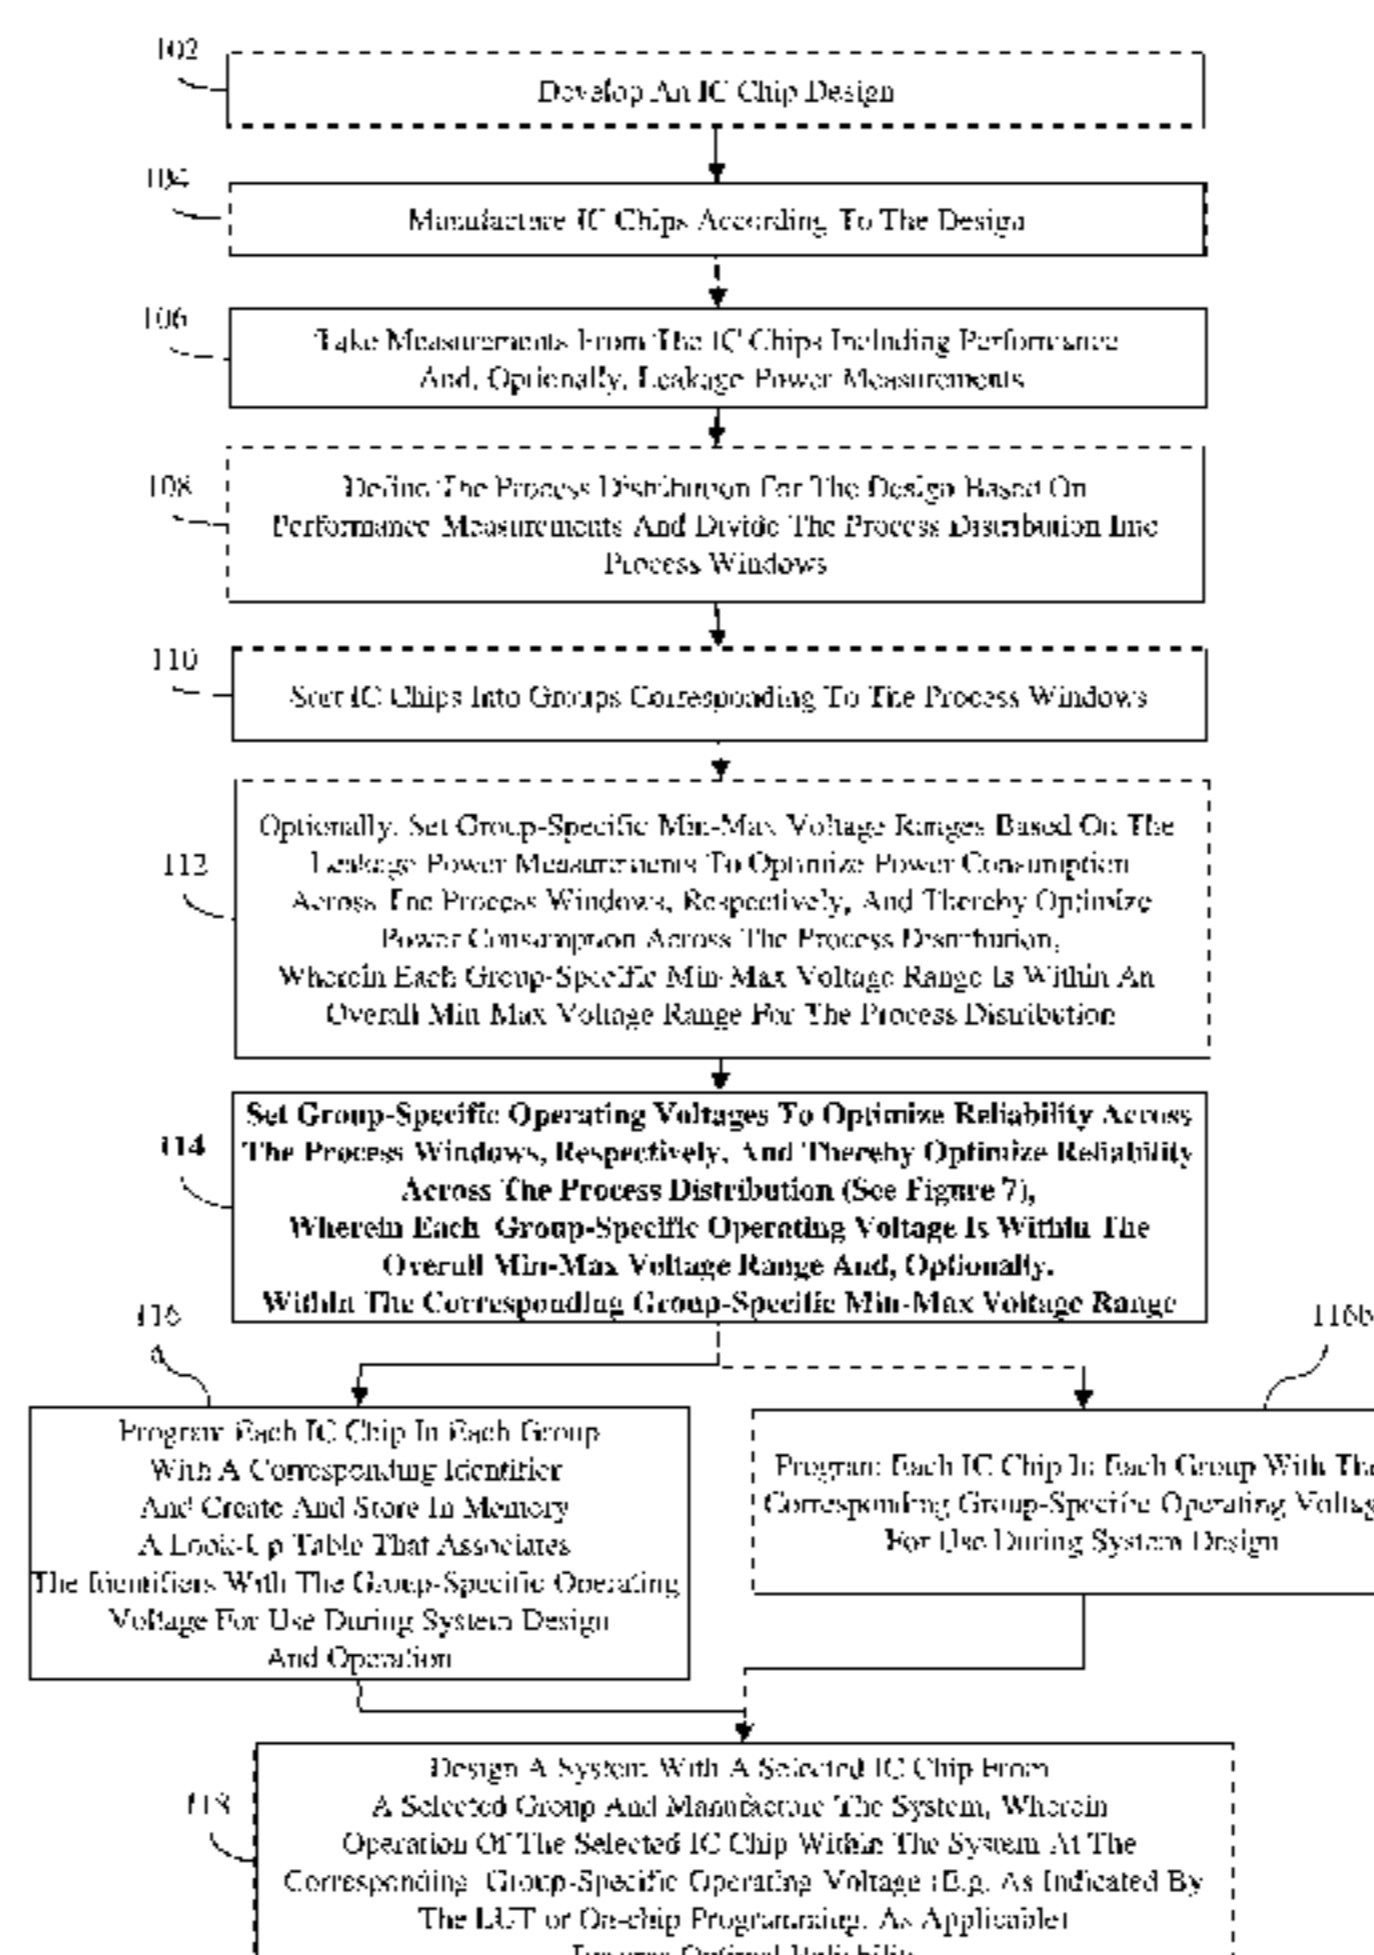 102
Develop An IC Chip Design
104
Manufacture IC Chips According To The Design
106
Take Measurements From The IC Chips Including Performance
And, Optionally, Leakage Power Measurements
108
Define The Process Distribution For The Design Based On
Performance Measurements And Divide The Process Distribution Into
Process Windows
110
Sort IC Chips Into Groups Corresponding To The Process Windows
Optionally, Set Group-Specific Min-Max Voltage Ranges Based On The
Leakage Power Measurements To Optimize Power Consumption
112
Across The Process Windows, Respectively, And Thereby Optimize
Power Consumption Across The Process Distribution,
Wherein Each Group-Specific Min-Max Voltage Range Is Within An
Overall Min-Max Voltage Range For The Process Distribution
Set Group-Specific Operating Voltages To Optimize Reliability Across
114
The Process Windows, Respectively, And Thereby Optimize Reliability
Across The Process Distribution (See Figure 7),
Wherein Each Group-Specific Operating Voltage Is Within The
Overall Min-Max Voltage Range And, Optionally,
Within The Corresponding Group-Specific Min-Max Voltage Range
116
a
116b
Program Each IC Chip In Each Group
With A Corresponding Identifier
And Create And Store In Memory
A Look-Up Table That Associates
The Identifiers With The Group-Specific Operating
Voltage For Use During System Design
And Operation
Program Each IC Chip In Each Group With The
Corresponding Group-Specific Operating Voltag
For Use During System Design
118
Design A System With A Selected IC Chip From
A Selected Group And Manufacture The System, Wherein
Operation Of The Selected IC Chip Within The System At The
Corresponding Group-Specific Operating Voltage (E.g. As Indicated By
The LUT or On-chip Programming, As Applicable)